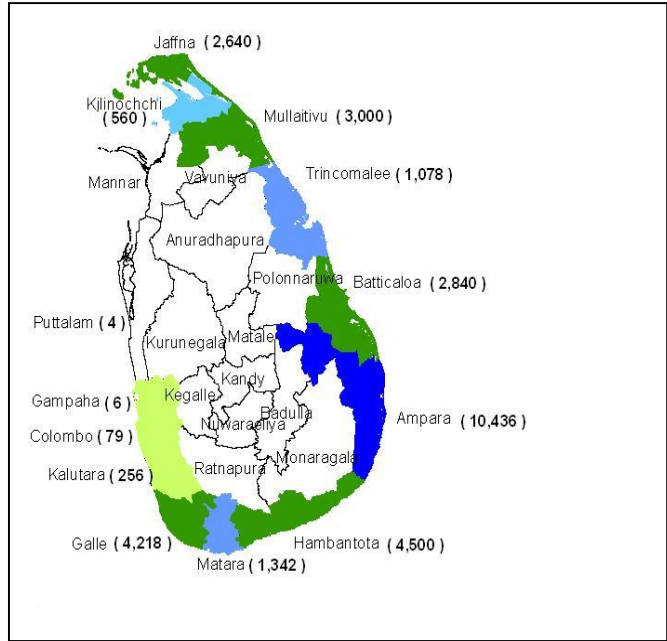 Jaffna ( 2,640)
Kjlinochch'i
( 560)
Mullaitivu ( 3,000)
Mannar
Vavuniya
Trincomalee ( 1,078)
Anuradhapura
Polonnaruwa
Batticaloa ( 2,840)
Puttalam ( 4)
Kurunegala
Matale
Kandy
Gampaha ( 6)
Kegalle
Badulla
Ampara ( 10,436)
Colombo ( 79)
Nuwaraeliya
Monaragala
Kalutara ( 256)
Ratnapura
Galle ( 4,218)
Hambantota ( 4,500)
Matara ( 1,342)